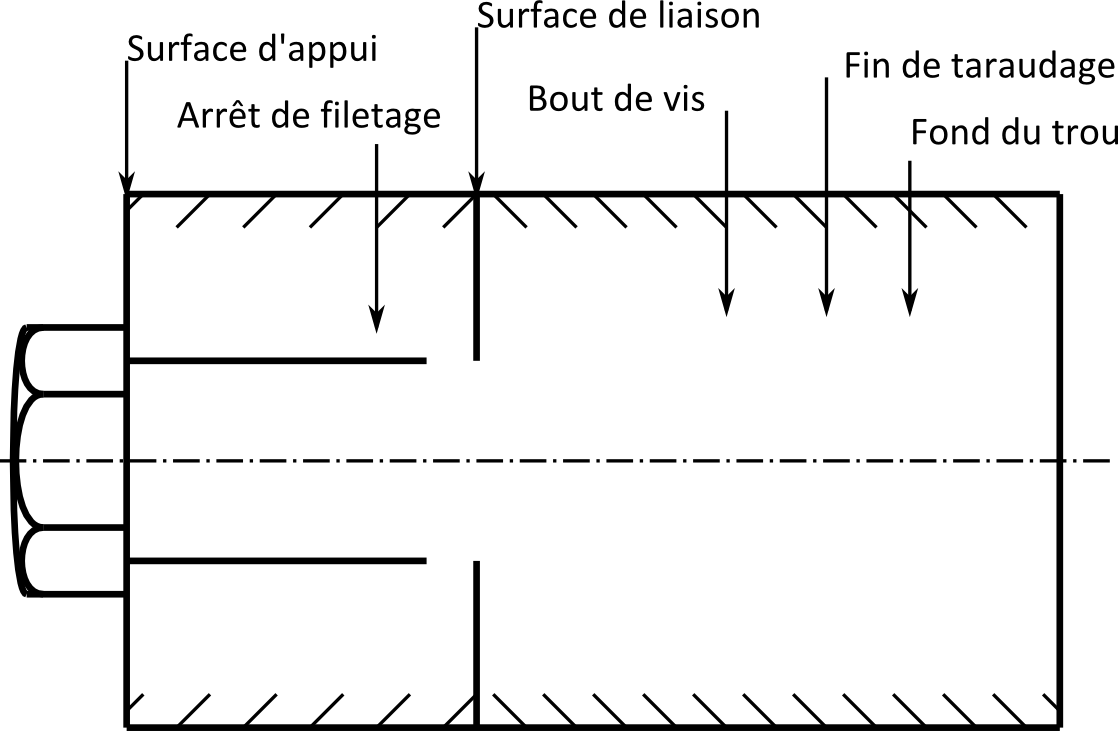 Surface de liaison
Surface d'appui
Fin de taraudage
Bout de vis
Arrêt de filetage
Fond du trou